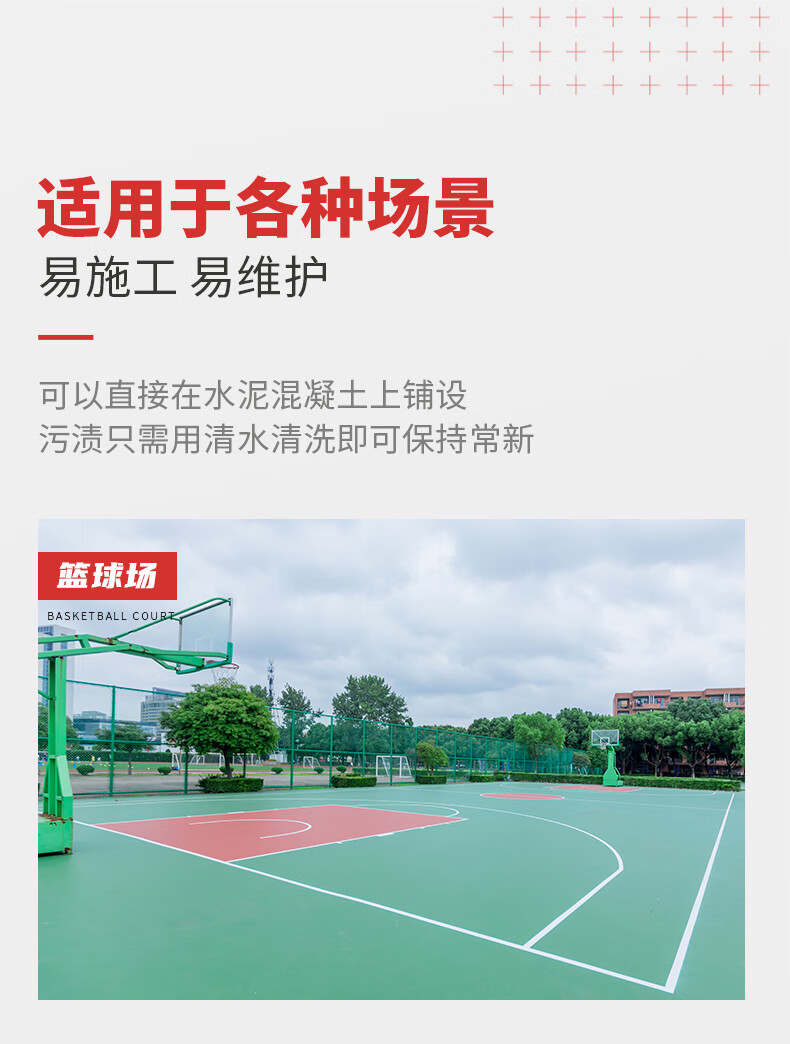 适用于各种场景
易施工 易维护
可以直接在水泥混凝土上铺设
污渍只需用清水清洗即可保持常新
篮球场
BASKETBALL COURT